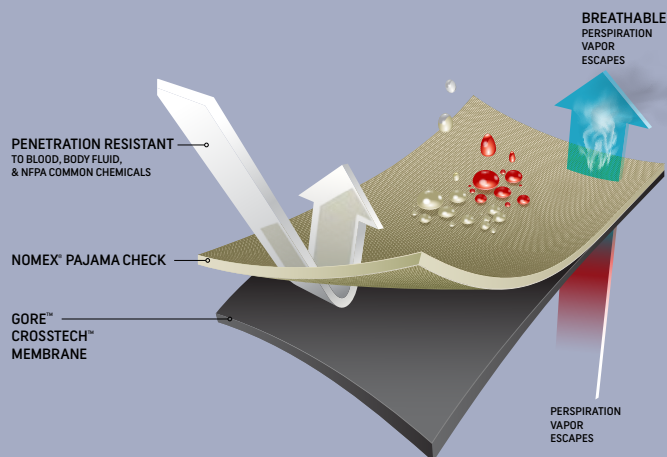 BREATHABLE
PERSPIRATION
VAPOR
ESCAPES
PENETRATION RESISTANT
TO BLOOD, BODY FLUID,
& NFPA COMMON CHEMICALS
NOMEX® PAJAMA CHECK
GORE™
CROSSTECH™
MEMBRANE
PERSPIRATION
VAPOR
ESCAPES